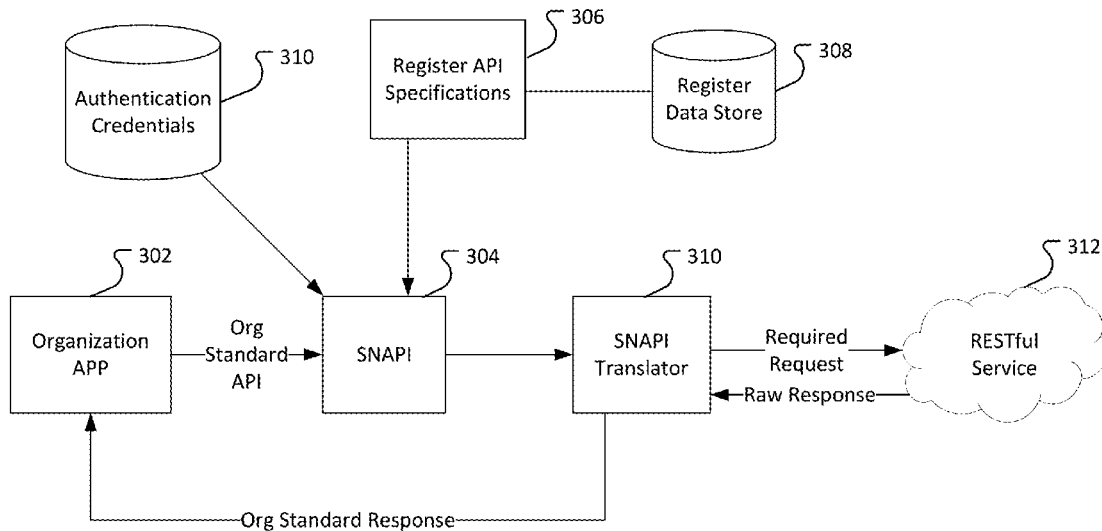 310
Authentication
Credentials
306
Register API
Specifications
308
Register
Data Store
302
Organization
APP
Org
Standard
API
304
SNAPI
310
SNAPI
Translator
Required
Request
Raw Response
312
RESTful
Service
Org Standard Response